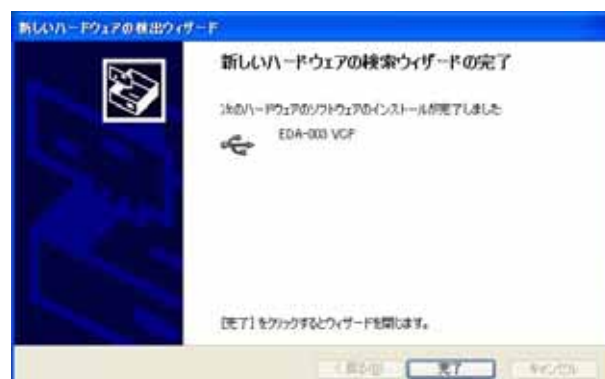 新しいハードウェアの検出ウィザード
新しいハードウェアの検索ウィザードの完了
次のハードウェアのソフトウェアのインストールが完了しました
EDA-003 VCP
[完了] をクリックするとウィザードを閉じます。
< 戻る(B)
完了
キャンセル